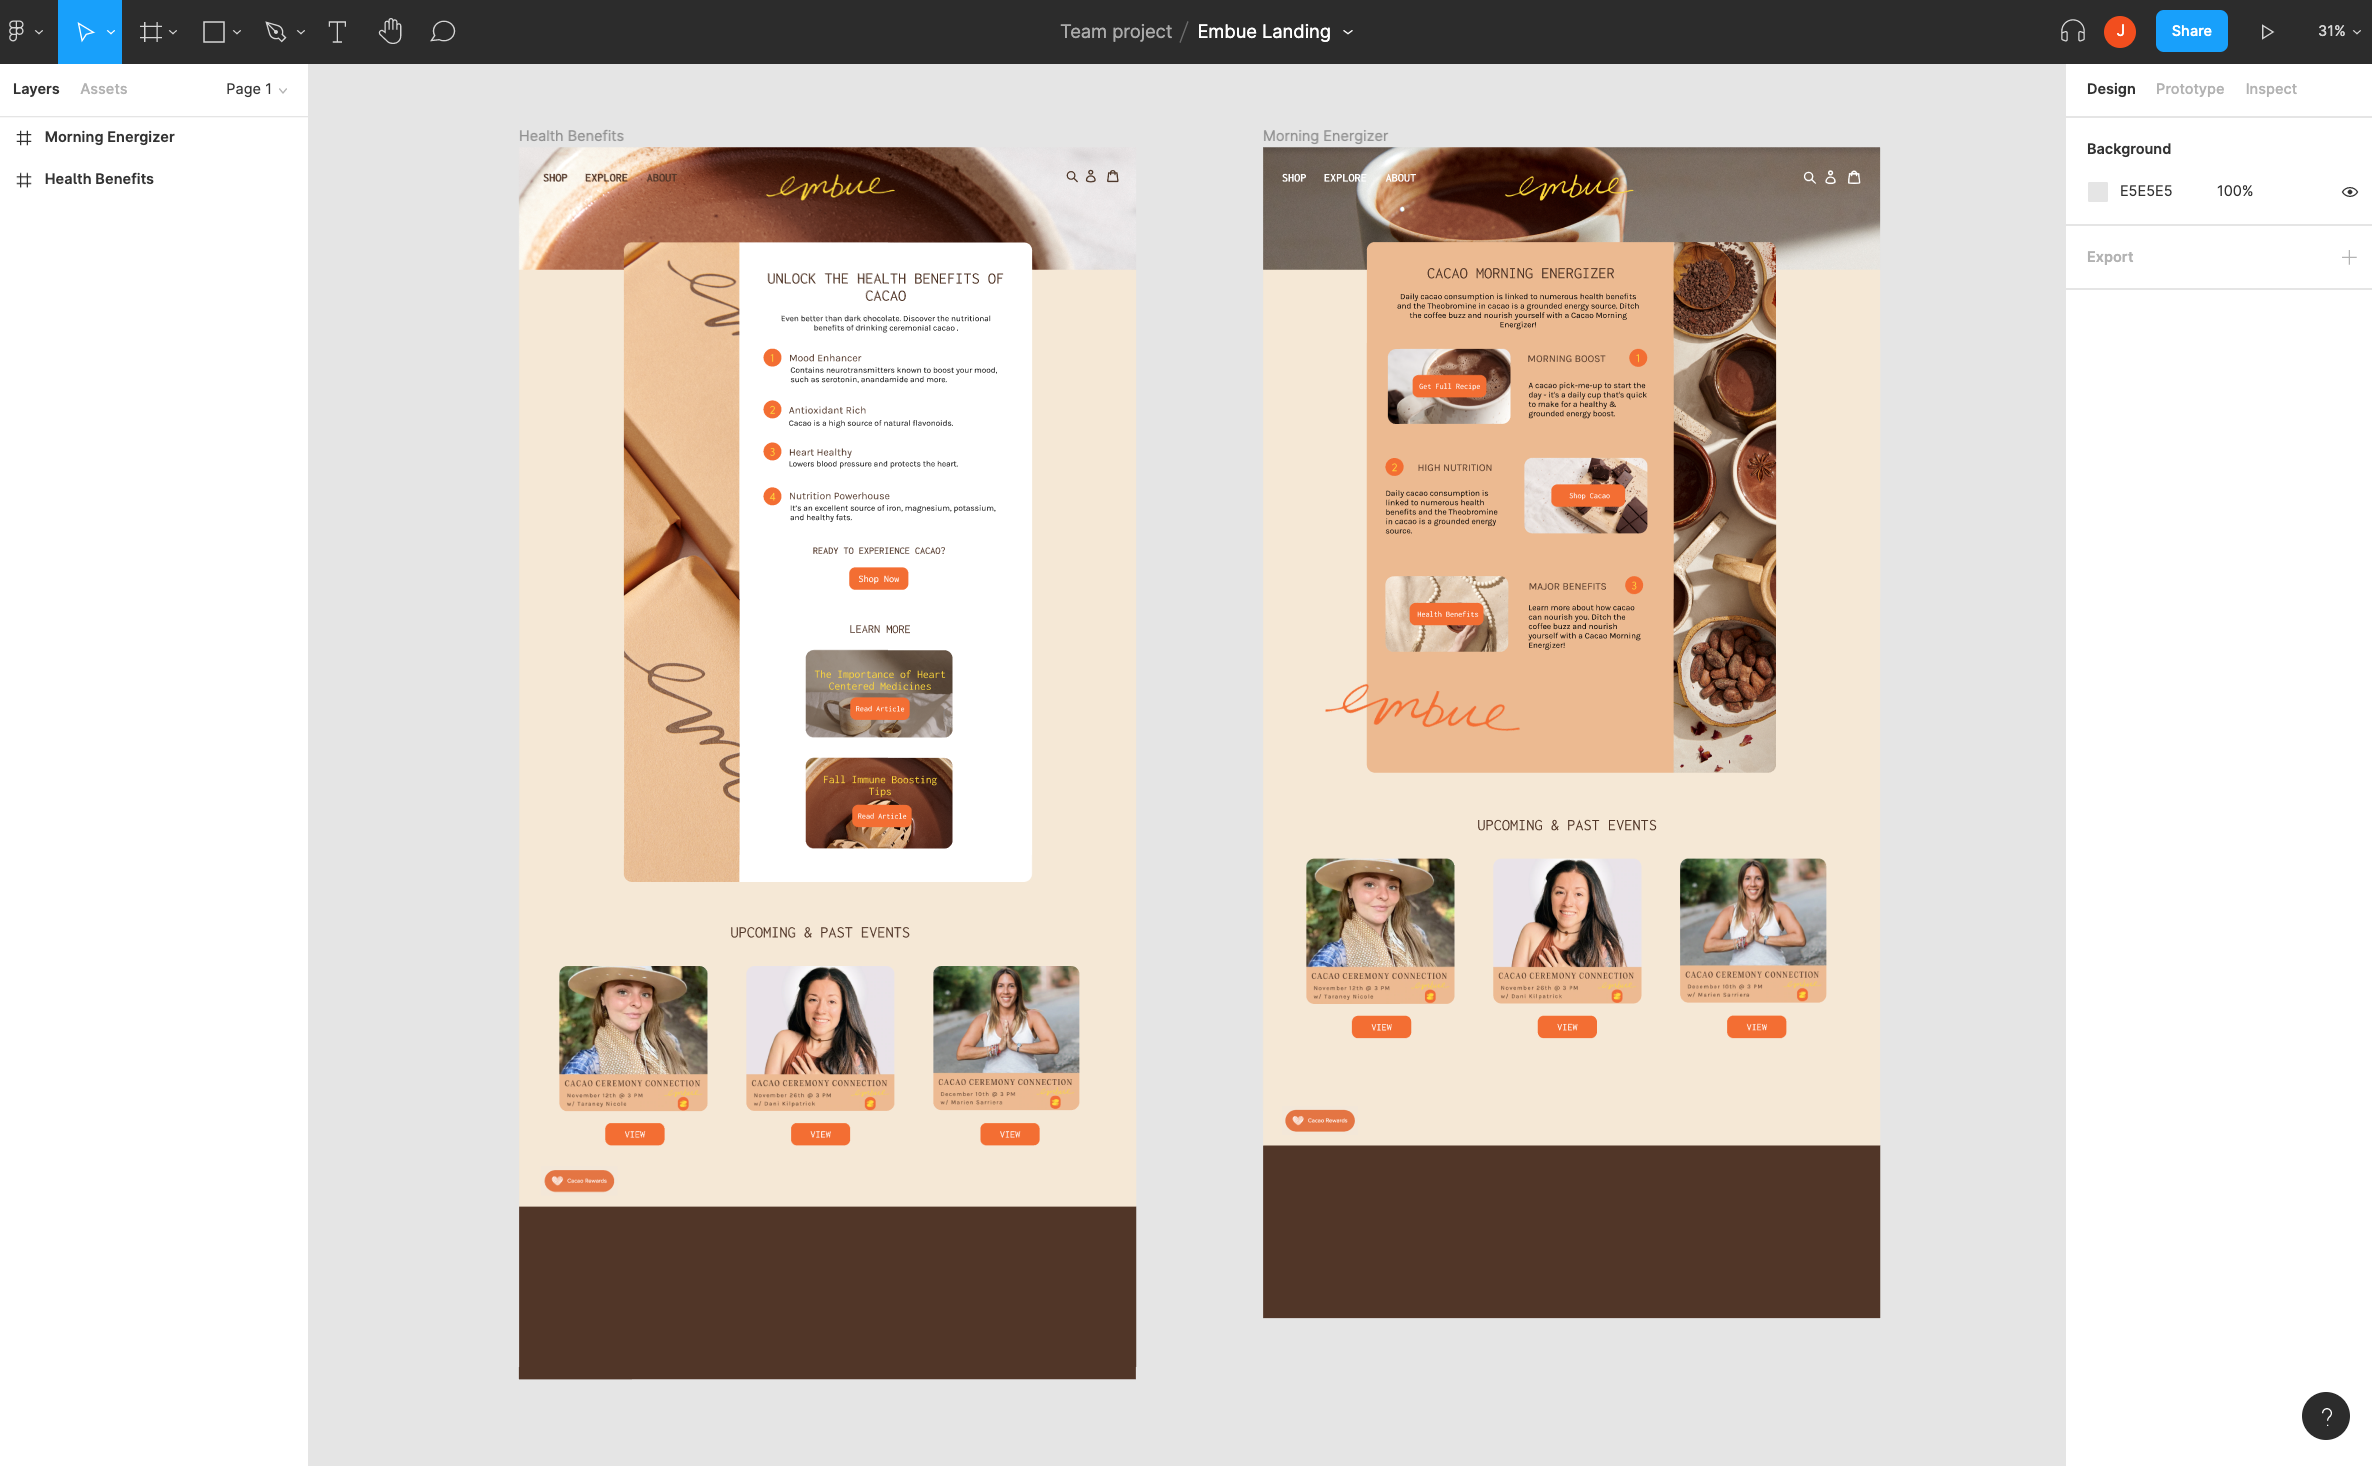 Team project / Embue Landing
J
Share
31%
Layers
Assets
Page 1
Morning Energizer
Health Benefits
Design
Prototype
Inspect
Background
E5E5E5
100%
Export
?
Health Benefits
SHOP
EXPLORE
ABOUT
embue
UNLOCK THE HEALTH BENEFITS OF
CACAO
Even better than dark chocolate. Discover the nutritional
benefits of drinking ceremonial cacao .
1
Mood Enhancer
Contains neurotransmitters known to boost your mood,
such as serotonin, anandamide and more.
2
Antioxidant Rich
Cacao is a high source of natural flavonoids.
3
Heart Healthy
Lowers blood pressure and protects the heart.
4
Nutrition Powerhouse
It's an excellent source of iron, magnesium, potassium,
and healthy fats.
READY TO EXPERIENCE CACAO?
Shop Now
LEARN MORE
The Importance of Heart
Centered Medicines
Read Article
Fall Immune Boosting
Tips
Read Article
UPCOMING & PAST EVENTS
CACAO CEREMONY CONNECTION
November 12th @ 3 PM
w/ Taraney Nicole
VIEW
CACAO CEREMONY CONNECTION
November 26th @ 3 PM
w/ Dani Kilpatrick
VIEW
CACAO CEREMONY CONNECTION
December 10th @ 3 PM
w/ Marian Sarriera
VIEW
Cacao Rewards
Morning Energizer
SHOP
EXPLORE
ABOUT
embue
CACAO MORNING ENERGIZER
Daily cacao consumption is linked to numerous health benefits
and the Theobromine in cacao is a grounded energy source. Ditch
the coffee buzz and nourish yourself with a Cacao Morning
Energizer!
Get Full Recipe
MORNING BOOST
1
A cacao pick-me-up to start the
day - it's a daily cup that's quick
to make for a healthy &
grounded energy boost.
2
HIGH NUTRITION
Daily cacao consumption is
linked to numerous health
benefits and the Theobromine
in cacao is a grounded energy
source.
Shop Cacao
Health Benefits
MAJOR BENEFITS
3
Learn more about how cacao
can nourish you. Ditch the
coffee buzz and nourish
yourself with a Cacao Morning
Energizer!
embue
UPCOMING & PAST EVENTS
CACAO CEREMONY CONNECTION
November 12th @ 3 PM
w/ Taraney Nicole
VIEW
CACAO CEREMONY CONNECTION
November 26th @ 3 PM
w/ Dani Kilpatrick
VIEW
CACAO CEREMONY CONNECTION
December 10th @ 3 PM
w/ Marian Sarriera
VIEW
Cacao Rewards